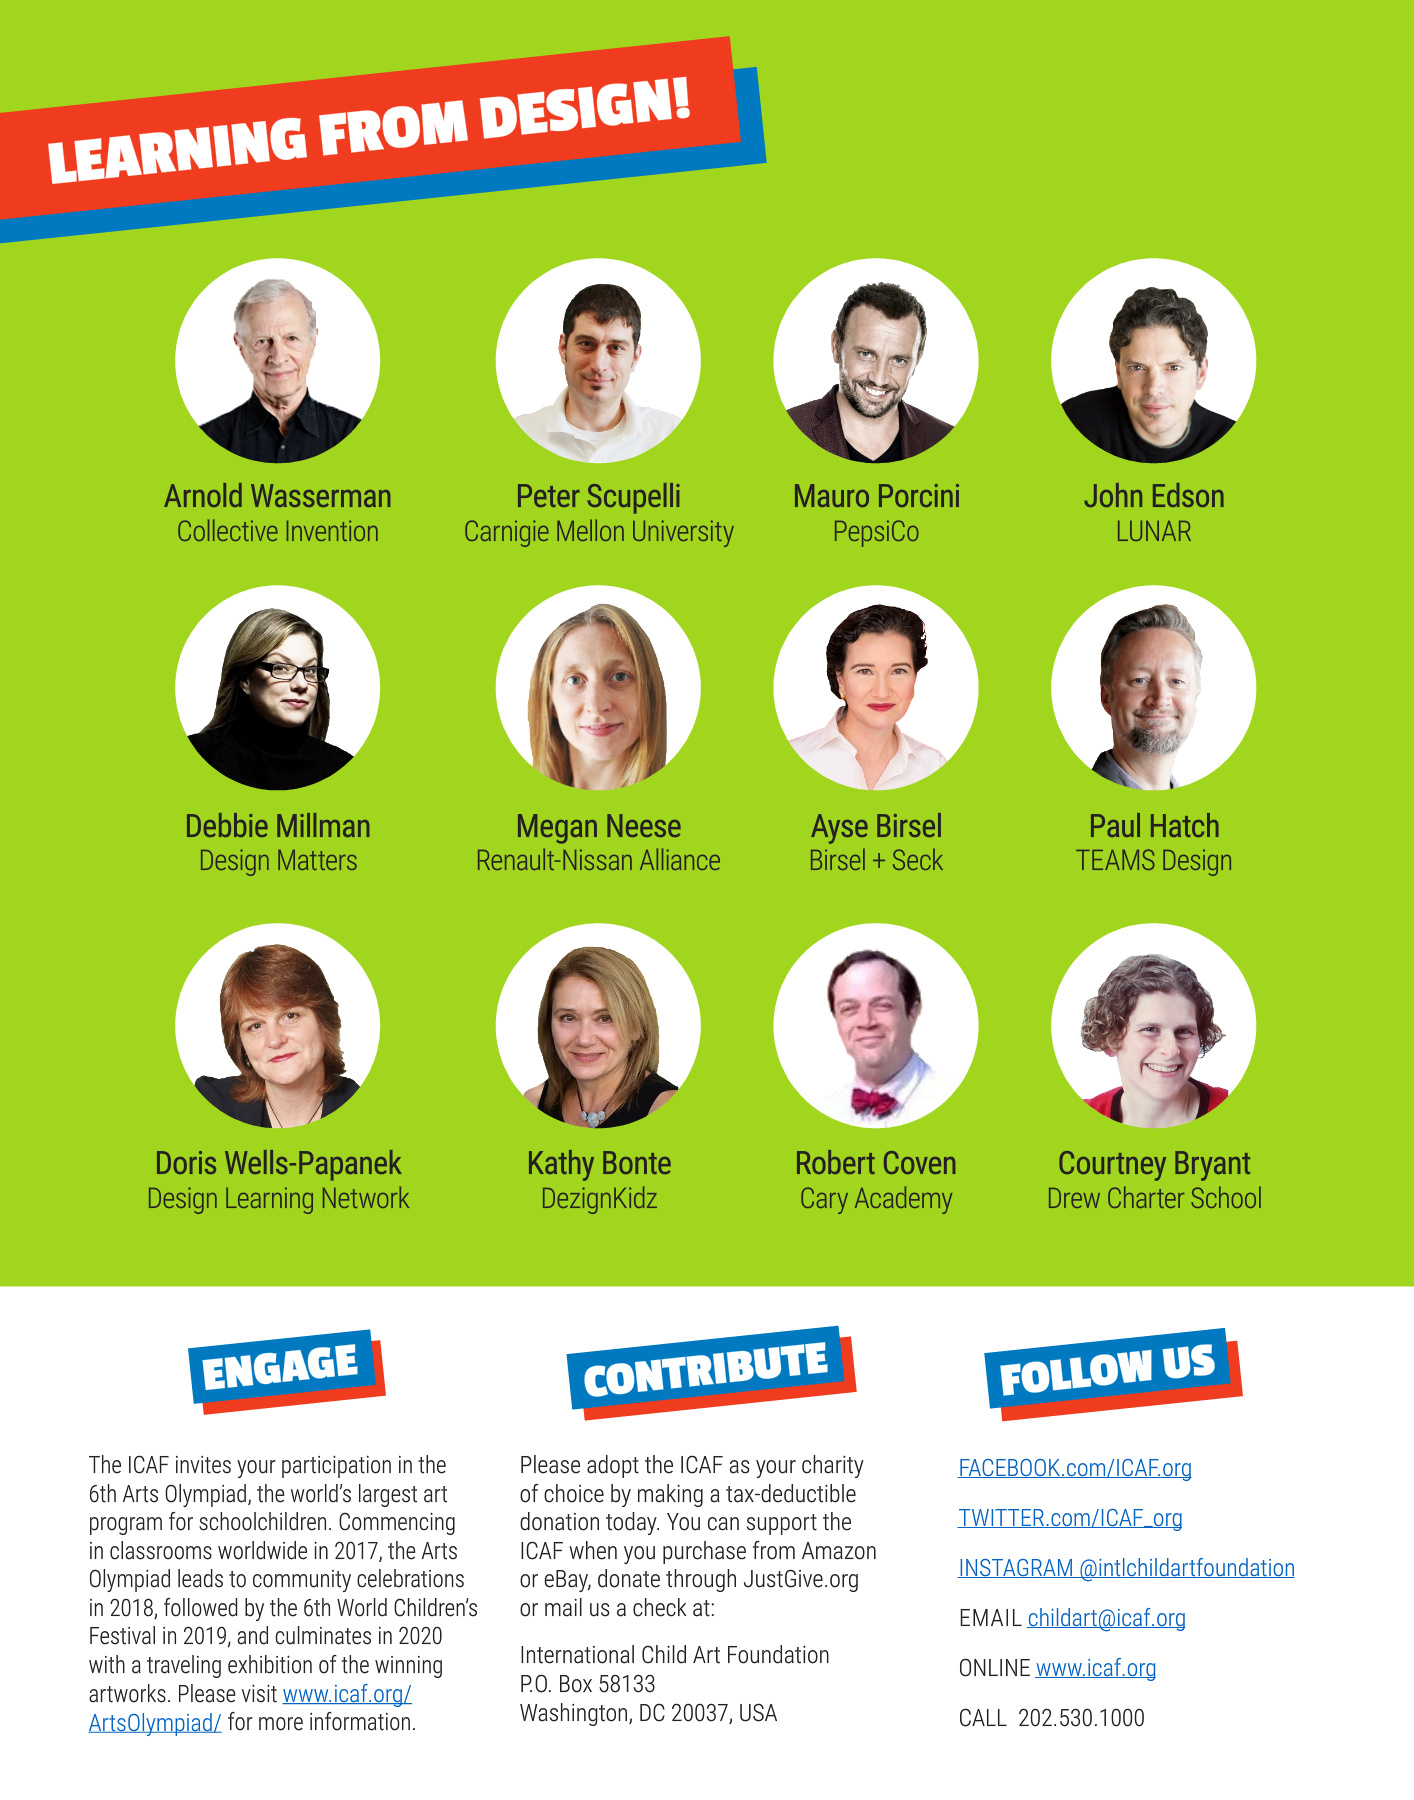 LEARNING FROM DESIGN!
Arnold Wasserman
Collective Invention
Peter Scupelli
Carnigie Mellon University
Mauro Porcini
PepsiCo
John Edson
LUNAR
Debbie Millman
Design Matters
Megan Neese
Renault-Nissan Alliance
Ayse Birsel
Birsel + Seck
Paul Hatch
TEAMS Design
Doris Wells-Papanek
Design Learning Network
Kathy Bonte
DezignKidz
Robert Coven
Cary Academy
Courtney Bryant
Drew Charter School
ENGAGE
The ICAF invites your participation in the
6th Arts Olympiad, the world's largest art
program for schoolchildren. Commencing
in classrooms worldwide in 2017, the Arts
Olympiad leads to community celebrations
in 2018, followed by the 6th World Children's
Festival in 2019, and culminates in 2020
with a traveling exhibition of the winning
artworks. Please visit www.icaf.org/
ArtsOlympiad/ for more information.
CONTRIBUTE
Please adopt the ICAF as your charity
of choice by making a tax-deductible
donation today. You can support the
ICAF when you purchase from Amazon
or eBay, donate through JustGive.org
or mail us a check at:
International Child Art Foundation
P.O. Box 58133
Washington, DC 20037, USA
FOLLOW US
FACEBOOK.com/ICAF.org
TWITTER.com/ICAF_org
INSTAGRAM @intlchildartfoundation
EMAIL childart@icaf.org
ONLINE www.icaf.org
CALL 202.530.1000